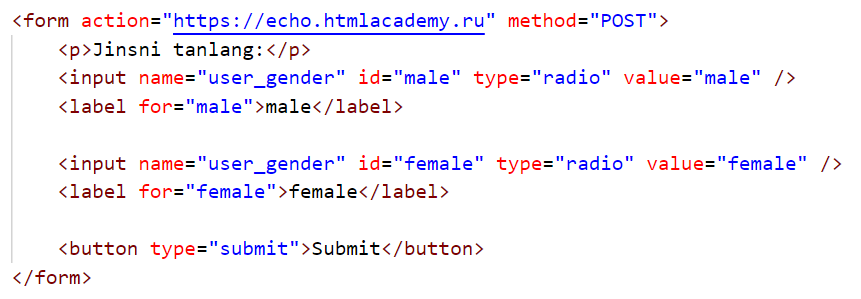 <form action="https://echo.htmlacademy.ru" method="POST">
    <p>Jinsni tanlang:</p>
    <input name="user_gender" id="male" type="radio" value="male" />
    <label for="male">male</label>

    <input name="user_gender" id="female" type="radio" value="female" />
    <label for="female">female</label>

    <button type="submit">Submit</button>
</form>